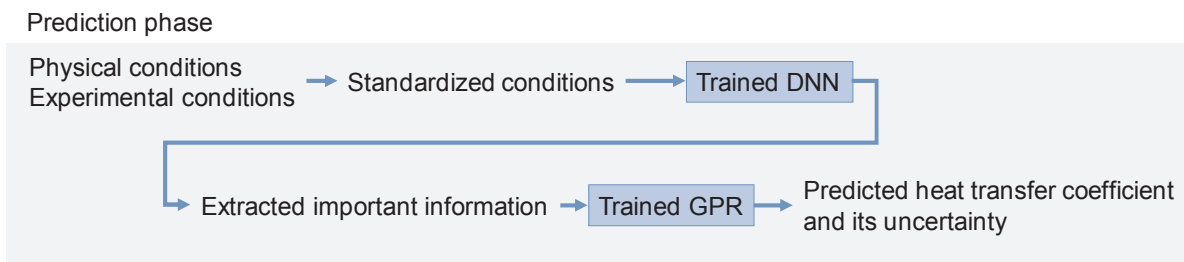 Prediction phase
Physical conditions
Experimental conditions
Standardized conditions
Trained DNN
Extracted important information
Trained GPR
Predicted heat transfer coefficient
and its uncertainty